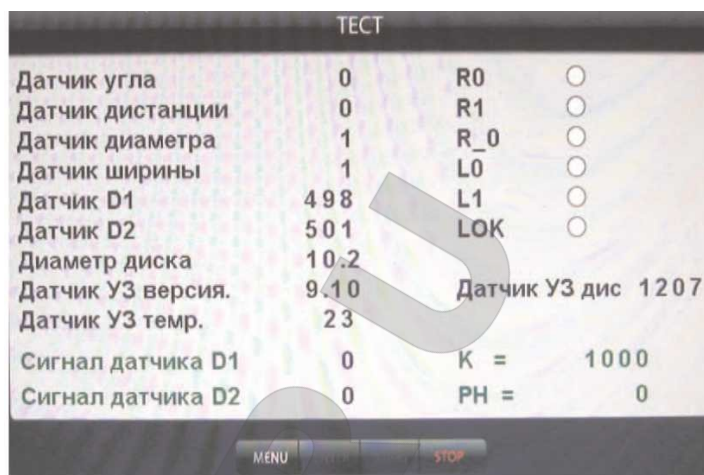 ТЕСТ
Датчик угла 0 R0
Датчик дистанции 0 R1
Датчик диаметра 1 R_0
Датчик ширины 1 L0
Датчик D1 498 L1
Датчик D2 501 LOK
Диаметр диска 10.2
Датчик УЗ версия. 9.10 Датчик УЗ дис 1207
Датчик УЗ темр. 23
Сигнал датчика D1 0 K = 1000
Сигнал датчика D2 0 PH = 0
MENU STOP